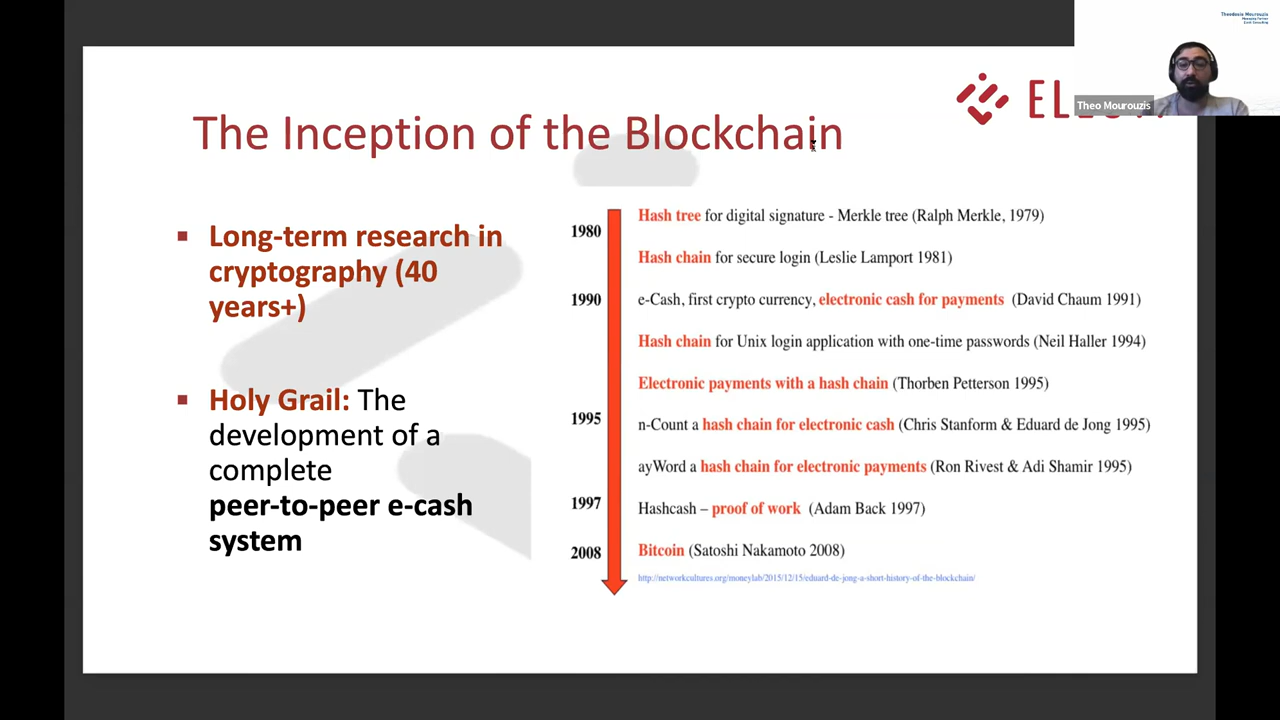 Theodosis Mourouzis
Theo Mourouzis
The Inception of the Blockchain
Long-term research in
cryptography (40
years+)
Holy Grail: The
development of a
complete
peer-to-peer e-cash
system
1980
1990
1995
1997
2008
Hash tree for digital signature - Merkle tree (Ralph Merkle, 1979)
Hash chain for secure login (Leslie Lamport 1981)
e-Cash, first crypto currency, electronic cash for payments (David Chaum 1991)
Hash chain for Unix login application with one-time passwords (Neil Haller 1994)
Electronic payments with a hash chain (Thorben Petterson 1995)
n-Count a hash chain for electronic cash (Chris Stanform & Eduard de Jong 1995)
ayWord a hash chain for electronic payments (Ron Rivest & Adi Shamir 1995)
Hashcash – proof of work (Adam Back 1997)
Bitcoin (Satoshi Nakamoto 2008)
http://networkcultures.org/moneylab/2015/12/15/eduard-de-jong-a-short-history-of-the-blockchain/